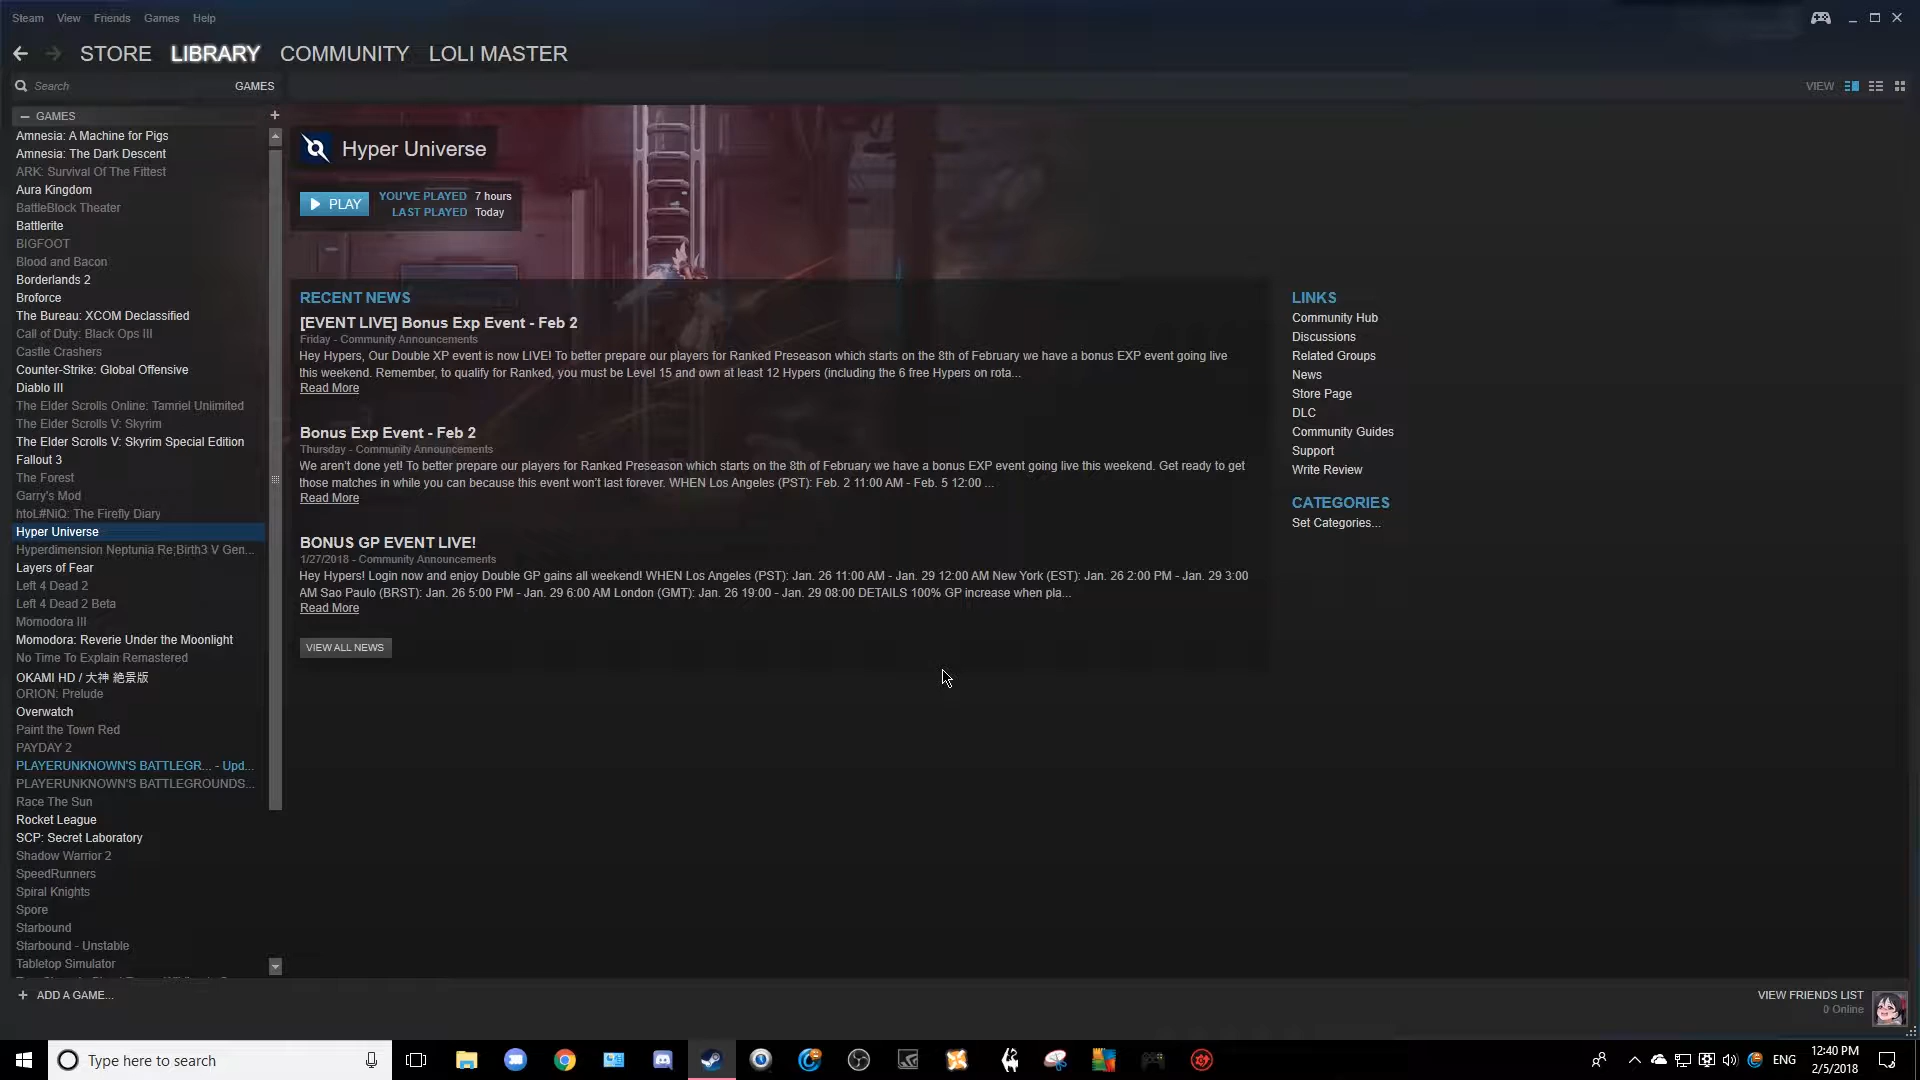 Steam View Friends Games Help
STORE LIBRARY COMMUNITY LOLI MASTER
Search GAMES VIEW
GAMES
Amnesia: A Machine for Pigs
Amnesia: The Dark Descent
ARK: Survival Of The Fittest
Aura Kingdom
BattleBlock Theater
Battlerite
BIGFOOT
Blood and Bacon
Borderlands 2
Broforce
The Bureau: XCOM Declassified
Call of Duty: Black Ops III
Castle Crashers
Counter-Strike: Global Offensive
Diablo III
The Elder Scrolls Online: Tamriel Unlimited
The Elder Scrolls V: Skyrim
The Elder Scrolls V: Skyrim Special Edition
Fallout 3
The Forest
Garry's Mod
htoL#NiQ: The Firefly Diary
Hyper Universe
Hyperdimension Neptunia Re;Birth3 V Gen...
Layers of Fear
Left 4 Dead 2
Left 4 Dead 2 Beta
Momodora III
Momodora: Reverie Under the Moonlight
No Time To Explain Remastered
OKAMI HD / 大神 絶景版
ORION: Prelude
Overwatch
Paint the Town Red
PAYDAY 2
PLAYERUNKNOWN'S BATTLEGR... - Upd...
PLAYERUNKNOWN'S BATTLEGROUNDS...
Race The Sun
Rocket League
SCP: Secret Laboratory
Shadow Warrior 2
SpeedRunners
Spiral Knights
Spore
Starbound
Starbound - Unstable
Tabletop Simulator
ADD A GAME...
Hyper Universe
PLAY
YOU'VE PLAYED 7 hours
LAST PLAYED Today
RECENT NEWS
[EVENT LIVE] Bonus Exp Event - Feb 2
Friday - Community Announcements
Hey Hypers, Our Double XP event is now LIVE! To better prepare our players for Ranked Preseason which starts on the 8th of February we have a bonus EXP event going live
this weekend. Remember, to qualify for Ranked, you must be Level 15 and own at least 12 Hypers (including the 6 free Hypers on rota...
Read More
Bonus Exp Event - Feb 2
Thursday - Community Announcements
We aren't done yet! To better prepare our players for Ranked Preseason which starts on the 8th of February we have a bonus EXP event going live this weekend. Get ready to get
those matches in while you can because this event won't last forever. WHEN Los Angeles (PST): Feb. 2 11:00 AM - Feb. 5 12:00 ...
Read More
BONUS GP EVENT LIVE!
1/27/2018 - Community Announcements
Hey Hypers! Login now and enjoy Double GP gains all weekend! WHEN Los Angeles (PST): Jan. 26 11:00 AM - Jan. 29 12:00 AM New York (EST): Jan. 26 2:00 PM - Jan. 29 3:00
AM Sao Paulo (BRST): Jan. 26 5:00 PM - Jan. 29 6:00 AM London (GMT): Jan. 26 19:00 - Jan. 29 08:00 DETAILS 100% GP increase when pla...
Read More
VIEW ALL NEWS
LINKS
Community Hub
Discussions
Related Groups
News
Store Page
DLC
Community Guides
Support
Write Review
CATEGORIES
Set Categories...
VIEW FRIENDS LIST
0 Online
Type here to search
ENG
12:40 PM
2/5/2018